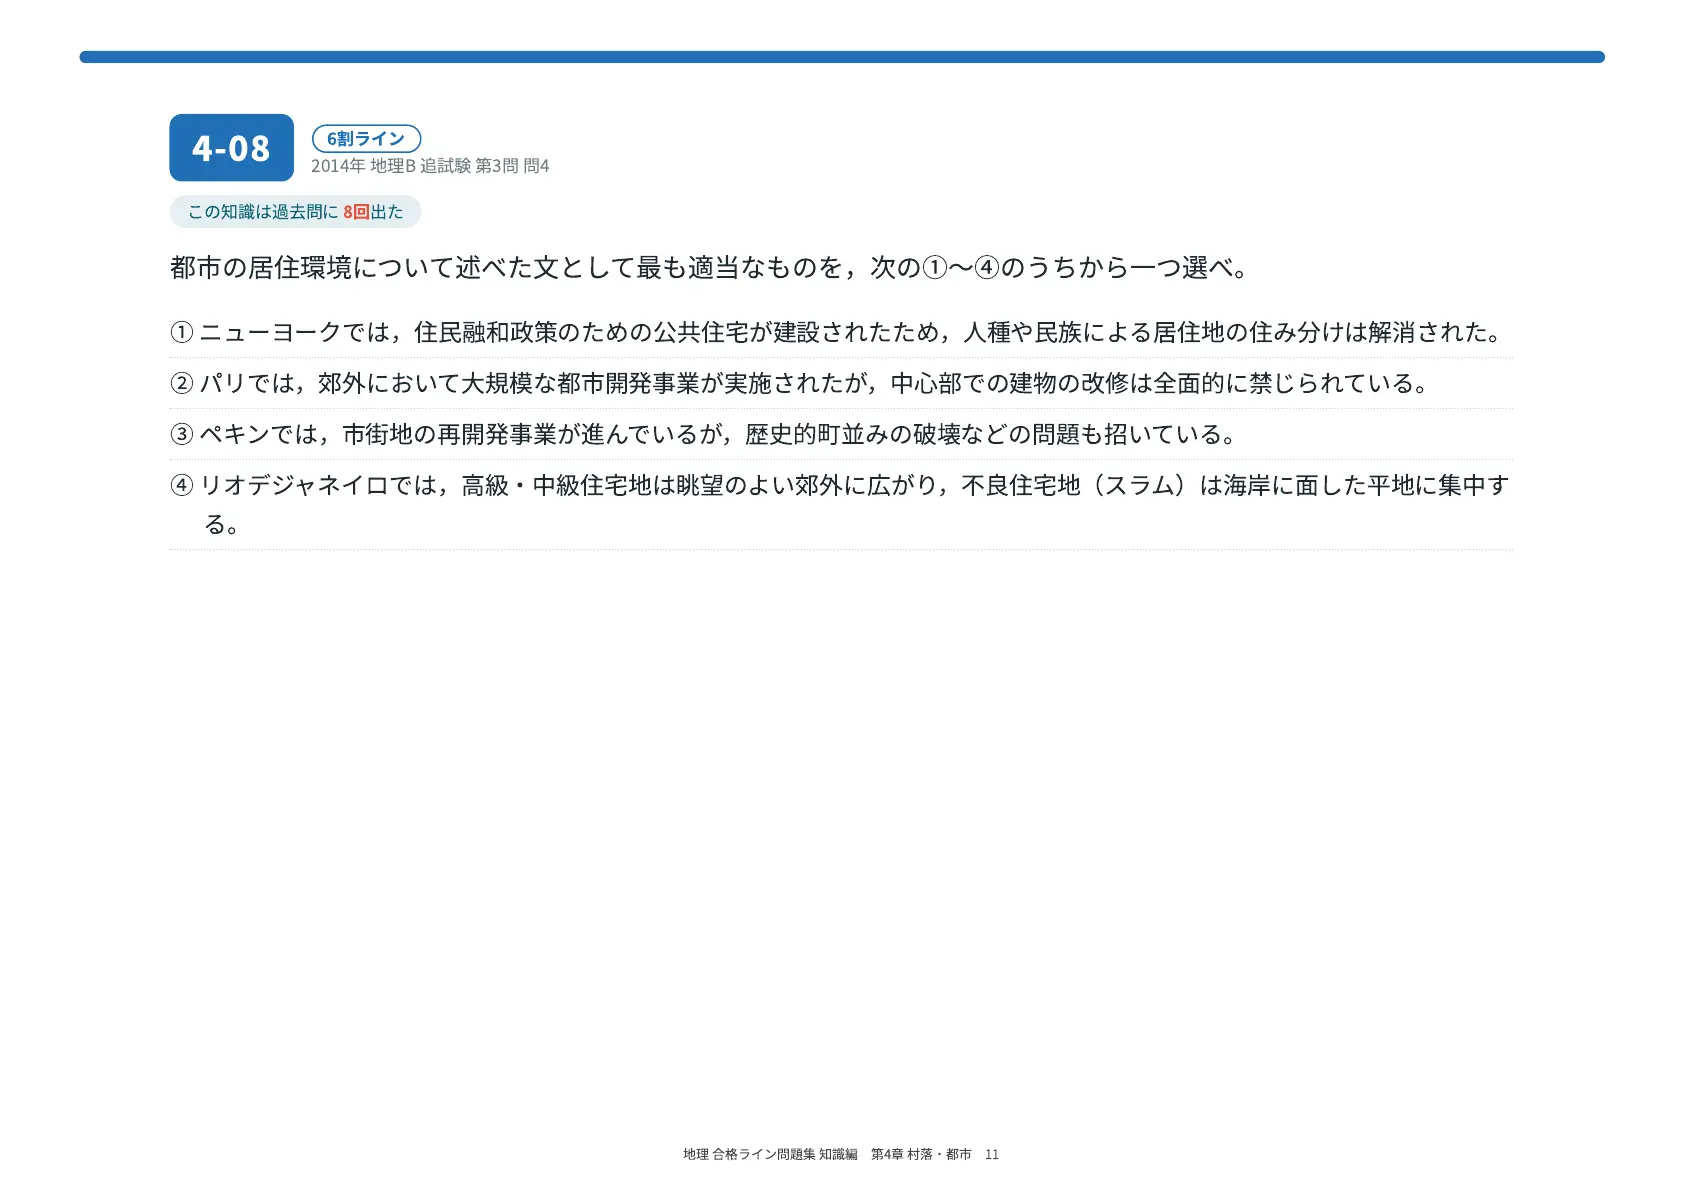 4-08
6割ライン
2014年 地理B 追試験 第3問 問4
この知識は過去問に 8回出た
都市の居住環境について述べた文として最も適当なものを，次の①～④のうちから一つ選べ。
① ニューヨークでは，住民融和政策のための公共住宅が建設されたため，人種や民族による居住地の住み分けは解消された。
② パリでは，郊外において大規模な都市開発事業が実施されたが，中心部での建物の改修は全面的に禁じられている。
③ ペキンでは，市街地の再開発事業が進んでいるが，歴史的町並みの破壊などの問題も招いている。
④ リオデジャネイロでは，高級・中級住宅地は眺望のよい郊外に広がり，不良住宅地（スラム）は海岸に面した平地に集中す
る。
地理 合格ライン問題集 知識編　第4章 村落・都市　11